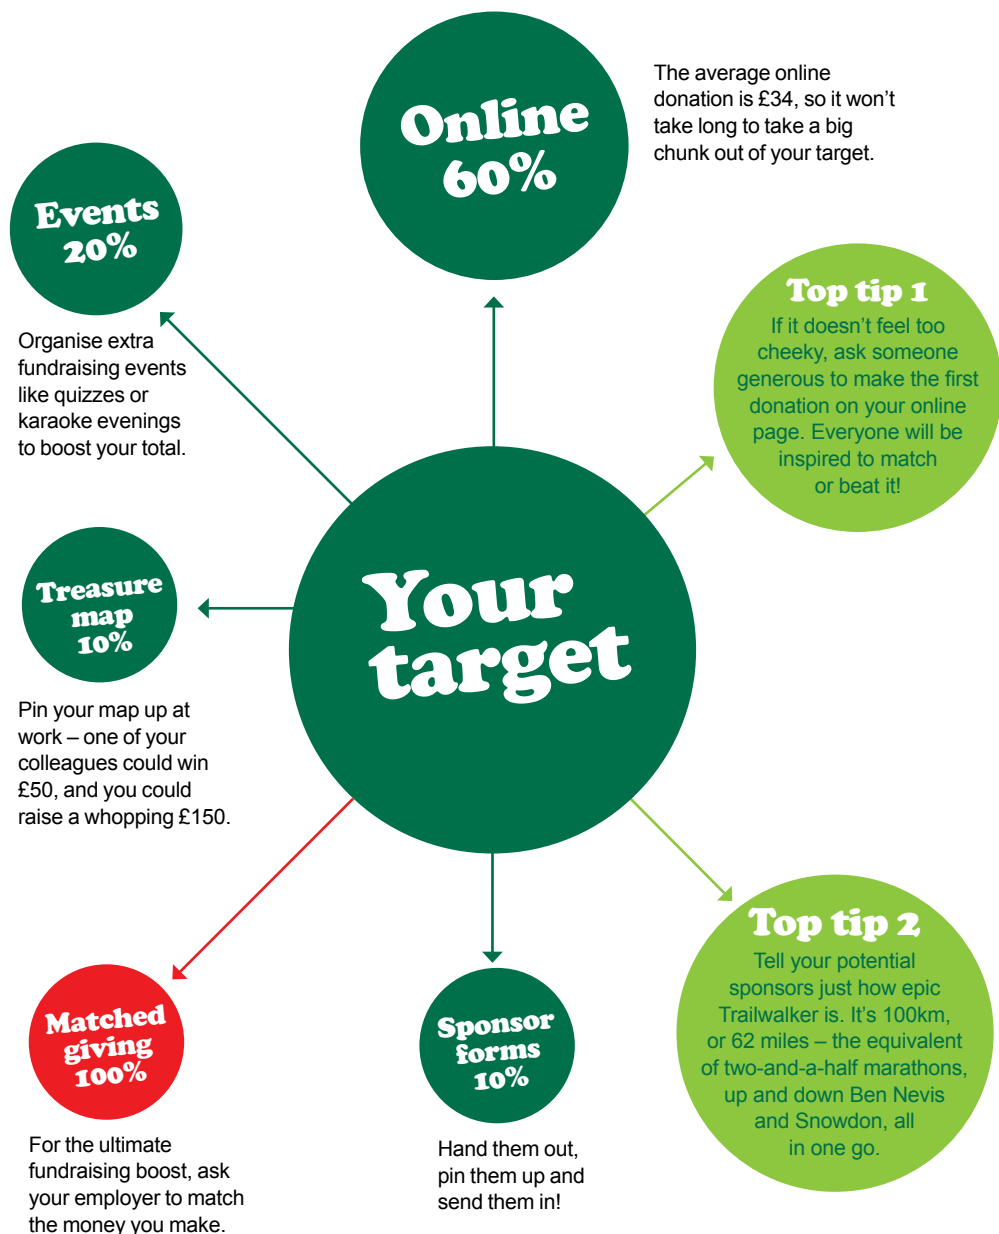 Online
60%
The average online
donation is £34, so it won’t
take long to take a big
chunk out of your target.
Events
20%
Organise extra
fundraising events
like quizzes or
karaoke evenings
to boost your total.
Top tip 1
If it doesn’t feel too
cheeky, ask someone
generous to make the first
donation on your online
page. Everyone will be
inspired to match
or beat it!
Your
target
Treasure
map
10%
Pin your map up at
work – one of your
colleagues could win
£50, and you could
raise a whopping £150.
Matched
giving
100%
For the ultimate
fundraising boost, ask
your employer to match
the money you make.
Sponsor
forms
10%
Hand them out,
pin them up and
send them in!
Top tip 2
Tell your potential
sponsors just how epic
Trailwalker is. It’s 100km,
or 62 miles – the equivalent
of two-and-a-half marathons,
up and down Ben Nevis
and Snowdon, all
in one go.